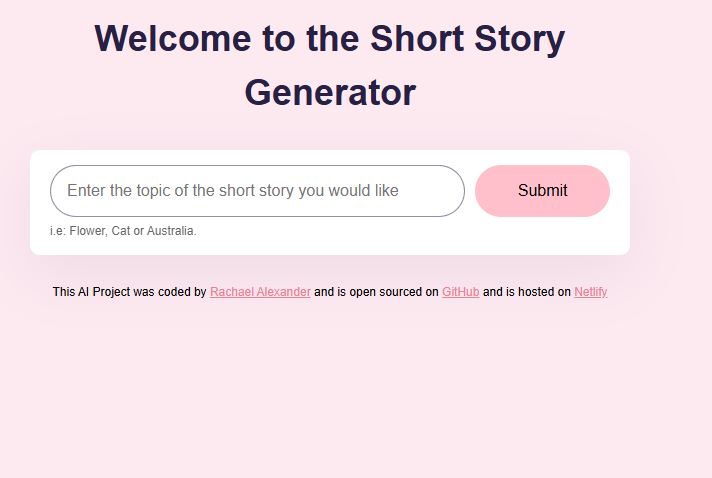 Welcome to the Short Story
Generator
Enter the topic of the short story you would like
Submit
i.e: Flower, Cat or Australia.
This AI Project was coded by Rachael Alexander and is open sourced on GitHub and is hosted on Netlify